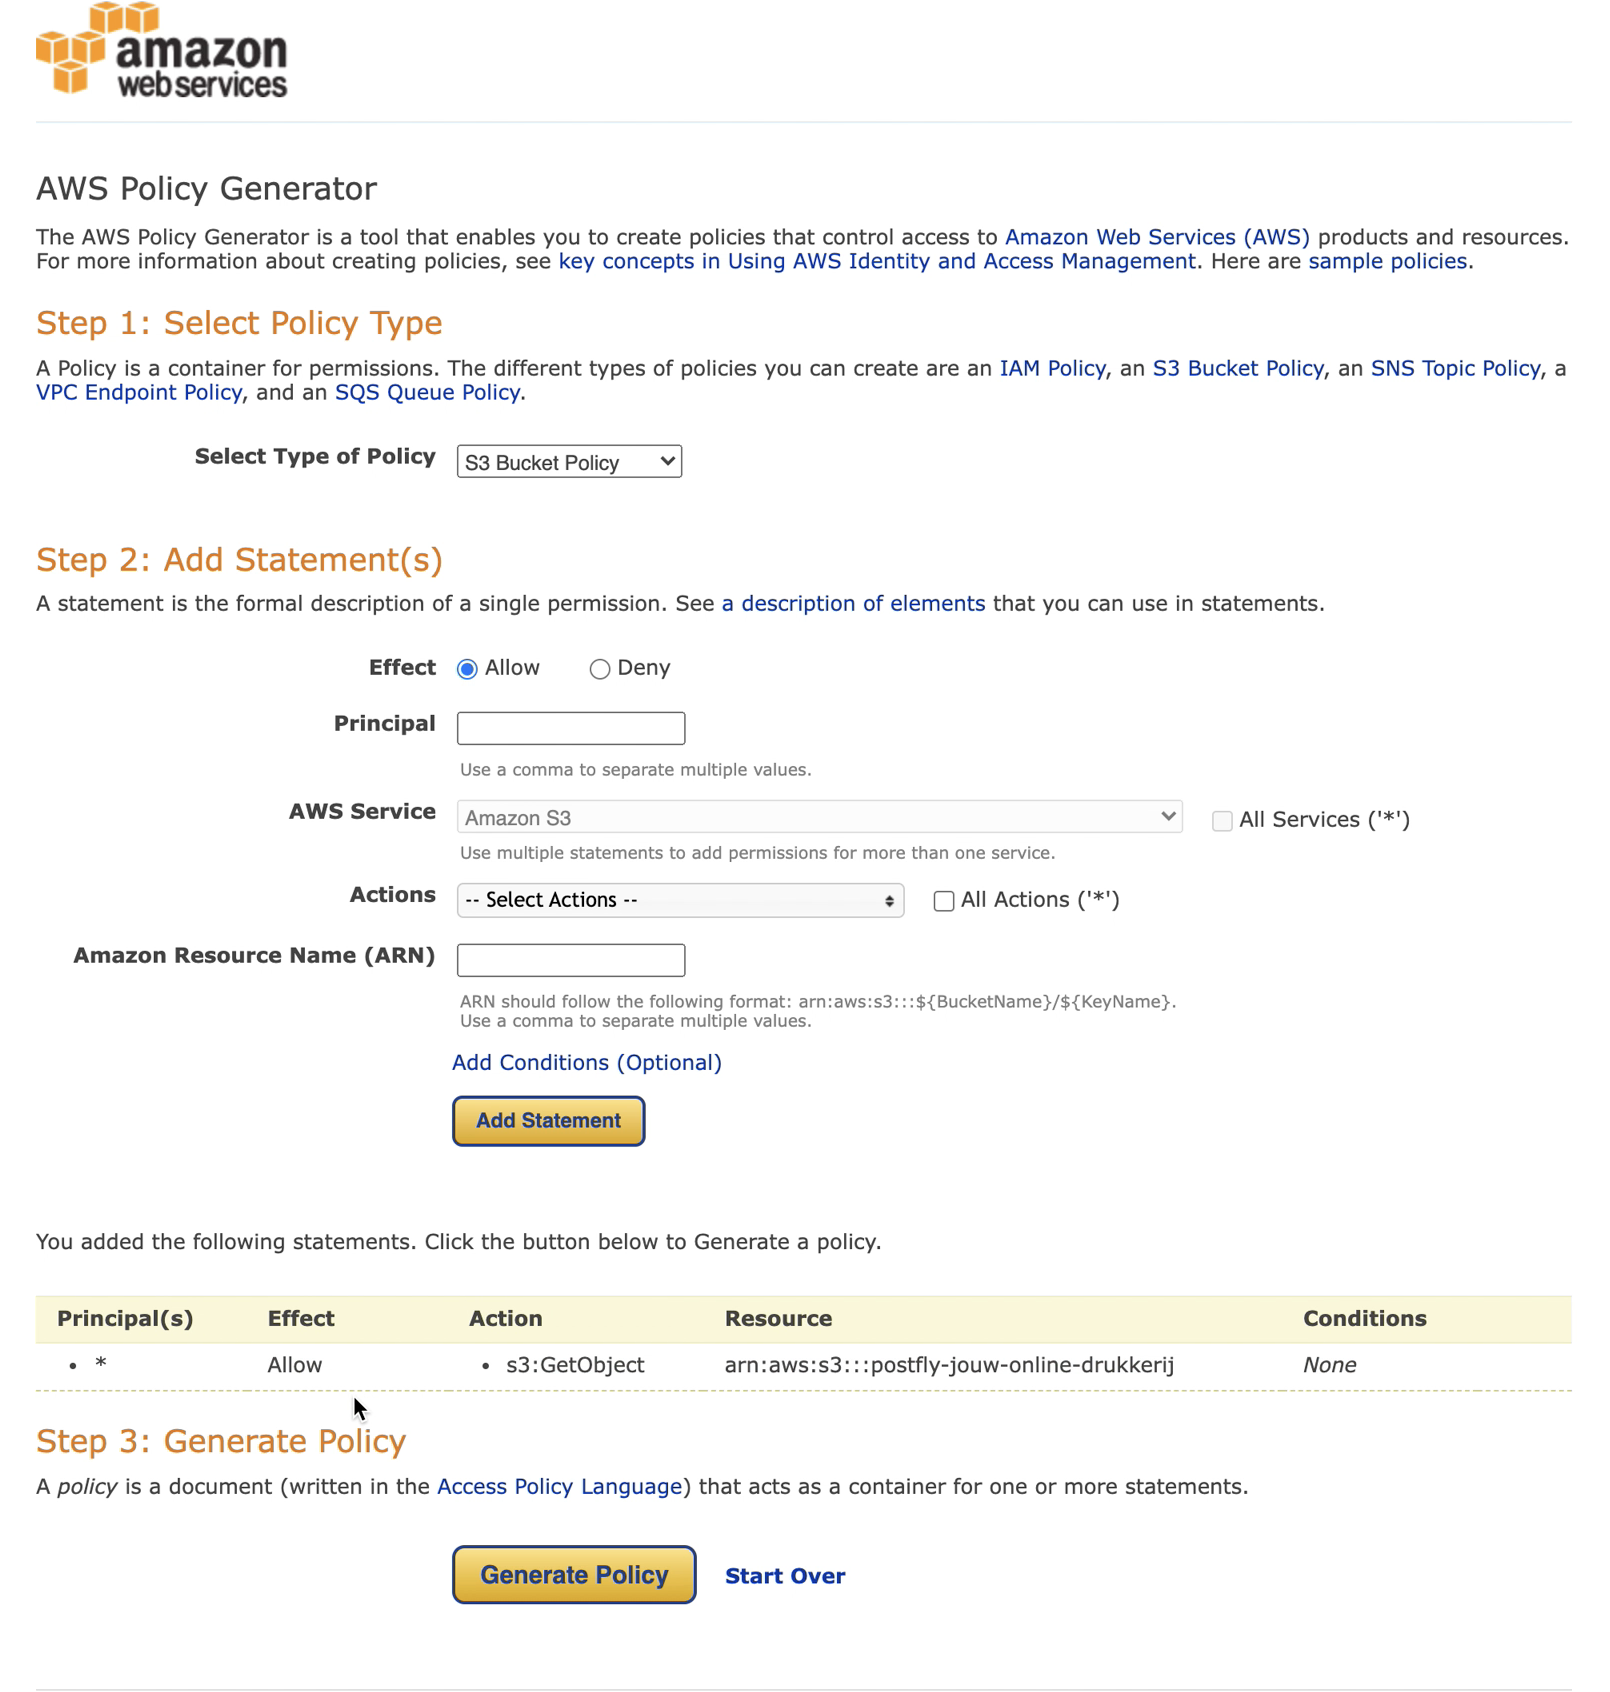 amazon
webservices
AWS Policy Generator
The AWS Policy Generator is a tool that enables you to create policies that control access to Amazon Web Services (AWS) products and resources.
For more information about creating policies, see key concepts in Using AWS Identity and Access Management. Here are sample policies.
Step 1: Select Policy Type
A Policy is a container for permissions. The different types of policies you can create are an IAM Policy, an S3 Bucket Policy, an SNS Topic Policy, a
VPC Endpoint Policy, and an SQS Queue Policy.
Select Type of Policy S3 Bucket Policy
Step 2: Add Statement(s)
A statement is the formal description of a single permission. See a description of elements that you can use in statements.
Effect Allow Deny
Principal
Use a comma to separate multiple values.
AWS Service Amazon S3 All Services ('*')
Use multiple statements to add permissions for more than one service.
Actions -- Select Actions -- All Actions ('*')
Amazon Resource Name (ARN)
ARN should follow the following format: arn:aws:s3:::${BucketName}/${KeyName}.
Use a comma to separate multiple values.
Add Conditions (Optional)
Add Statement
You added the following statements. Click the button below to Generate a policy.
Principal(s) Effect Action Resource Conditions
• * Allow • s3:GetObject arn:aws:s3:::postfly-jouw-online-drukkerij None
Step 3: Generate Policy
A policy is a document (written in the Access Policy Language) that acts as a container for one or more statements.
Generate Policy Start Over